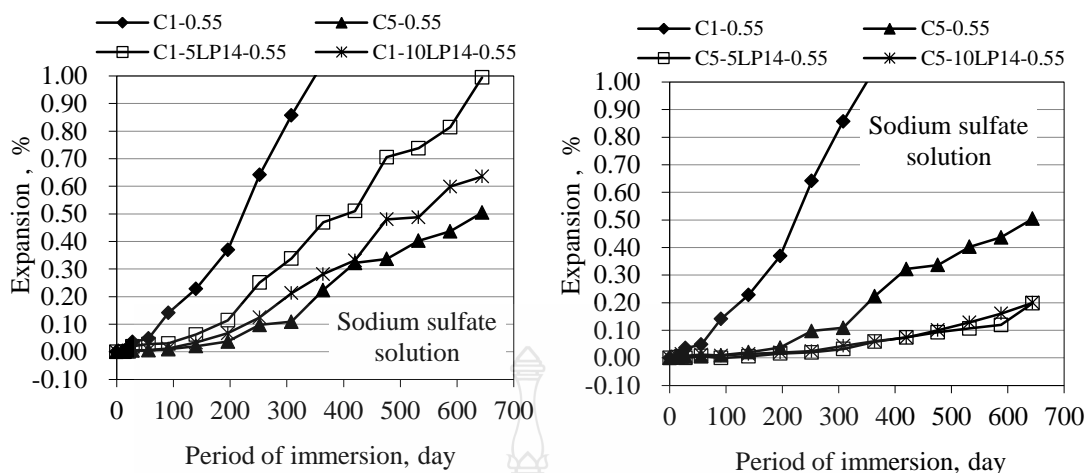 C1-0.55 C5-0.55
C1-5LP14-0.55 C1-10LP14-0.55
1.00
0.90
0.80
0.70
0.60
0.50
0.40
0.30
0.20
0.10
0.00
-0.10
Expansion , %
Sodium sulfate
solution
0 100 200 300 400 500 600 700
Period of immersion, day
C1-0.55 C5-0.55
C5-5LP14-0.55 C5-10LP14-0.55
1.00
0.90
0.80
0.70
0.60
0.50
0.40
0.30
0.20
0.10
0.00
-0.10
Expansion , %
Sodium sulfate
solution
0 100 200 300 400 500 600 700
Period of immersion, day